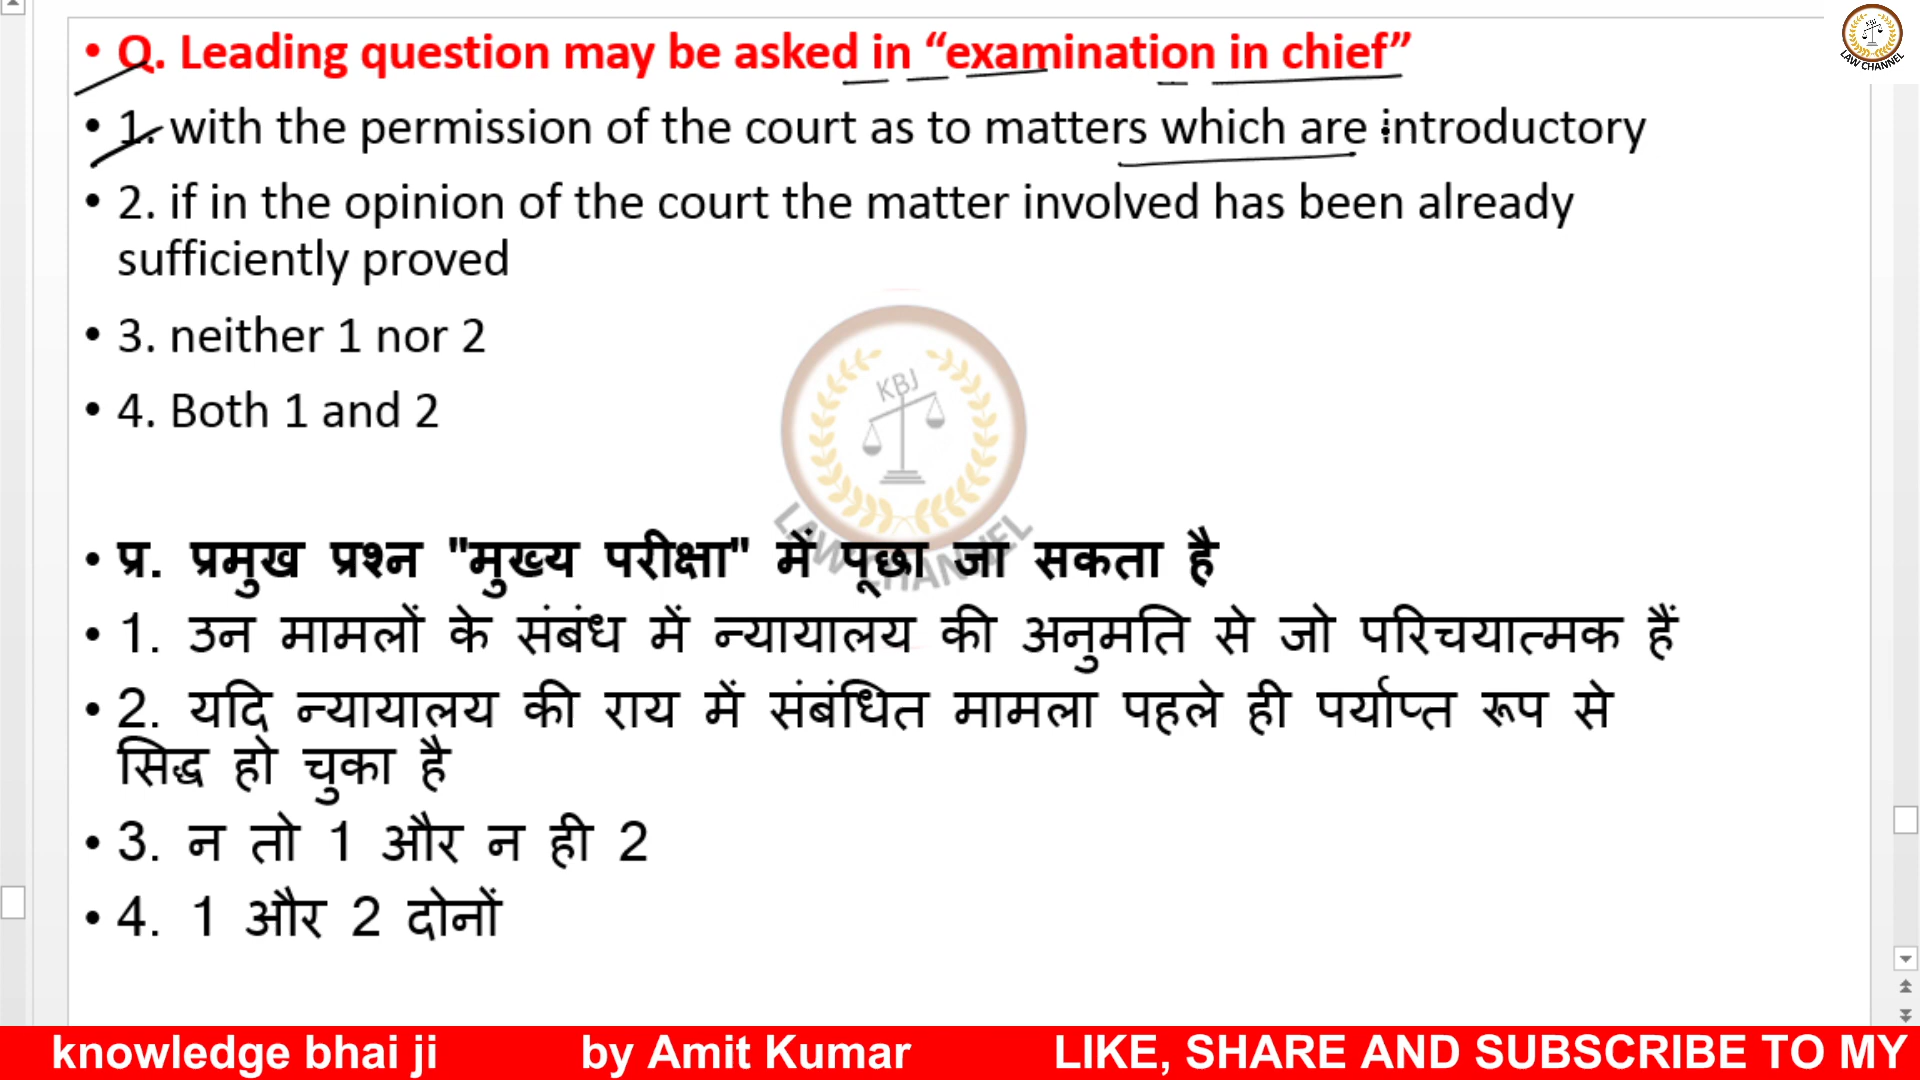 • Q. Leading question may be asked in “examination in chief”
• 1. with the permission of the court as to matters which are introductory
• 2. if in the opinion of the court the matter involved has been already
sufficiently proved
• 3. neither 1 nor 2
• 4. Both 1 and 2
KBJ
LAW CHANNEL
• प्र. प्रमुख प्रश्न "मुख्य परीक्षा" में पूछा जा सकता है
• 1. उन मामलों के संबंध में न्यायालय की अनुमति से जो परिचयात्मक हैं
• 2. यदि न्यायालय की राय में संबंधित मामला पहले ही पर्याप्त रूप से
सिद्ध हो चुका है
• 3. न तो 1 और न ही 2
• 4. 1 और 2 दोनों
KBJ
LAW CHANNEL
knowledge bhai ji by Amit Kumar LIKE, SHARE AND SUBSCRIBE TO MY